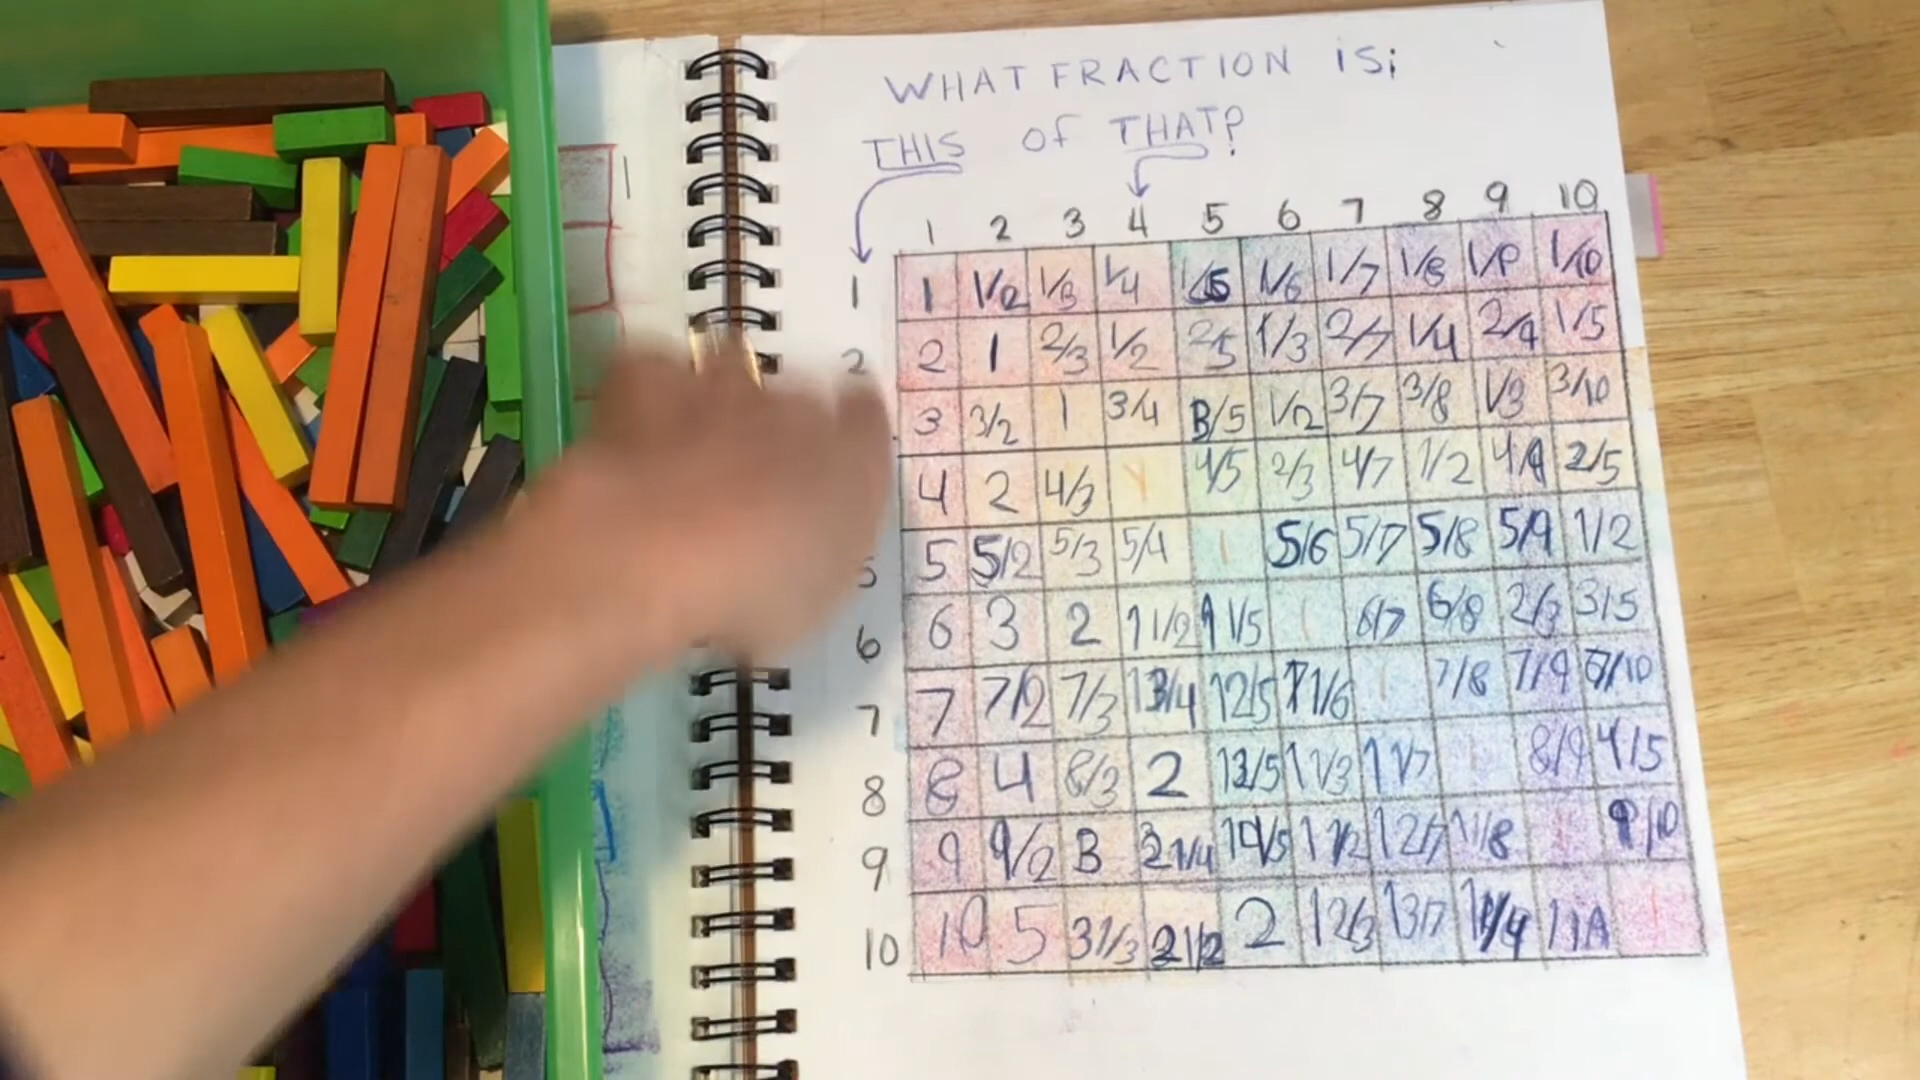 WHAT FRACTION IS:
THIS OF THAT?
1 2 3 4 5 6 7 8 9 10
1 1 1/2 1/3 1/4 1/5 1/6 1/7 1/8 1/9 1/10
2 2 1 2/3 1/2 2/5 1/3 2/7 1/4 2/9 1/5
3 3/2 1 3/4 3/5 1/2 3/7 3/8 1/3 3/10
4 2 4/3 1 4/5 2/3 4/7 1/2 4/9 2/5
5 5 5/2 5/3 5/4 1 5/6 5/7 5/8 5/9 1/2
6 6 3 2 1 1/2 1 1/5 1 6/7 6/8 2/3 3/5
7 7 7/2 7/3 1 3/4 1 2/5 1 1/6 1 7/8 7/9 7/10
8 8 4 8/3 2 1 3/5 1 1/3 1 1/7 1 8/9 4/5
9 9 9/2 3 2 1/4 1 4/5 1 1/2 1 2/7 1 1/8 1 9/10
10 10 5 3 1/3 2 1/2 2 1 2/3 1 3/7 1 1/4 1 1/9 1